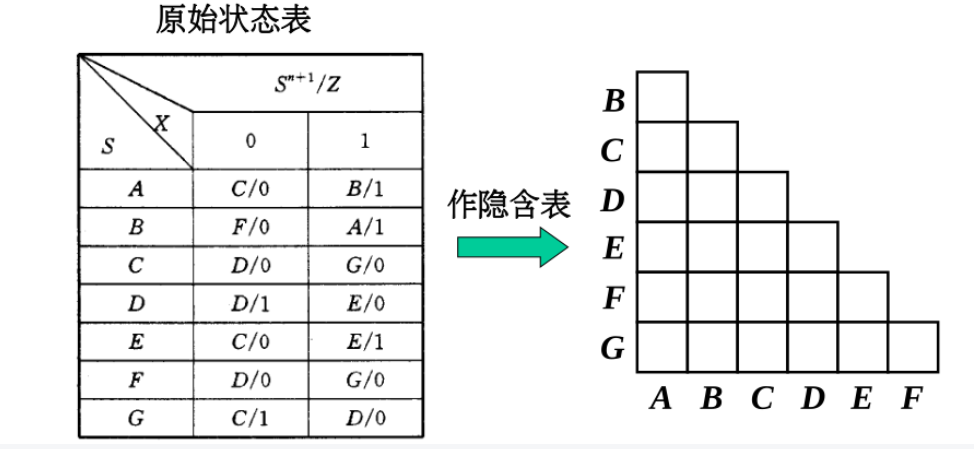 原始状态表
S^{n+1}/Z
X
S
0 1
A C/0 B/1
B F/0 A/1
C D/0 G/0
D D/1 E/0
E C/0 E/1
F D/0 G/0
G C/1 D/0
作隐含表
B
C
D
E
F
G
A B C D E F